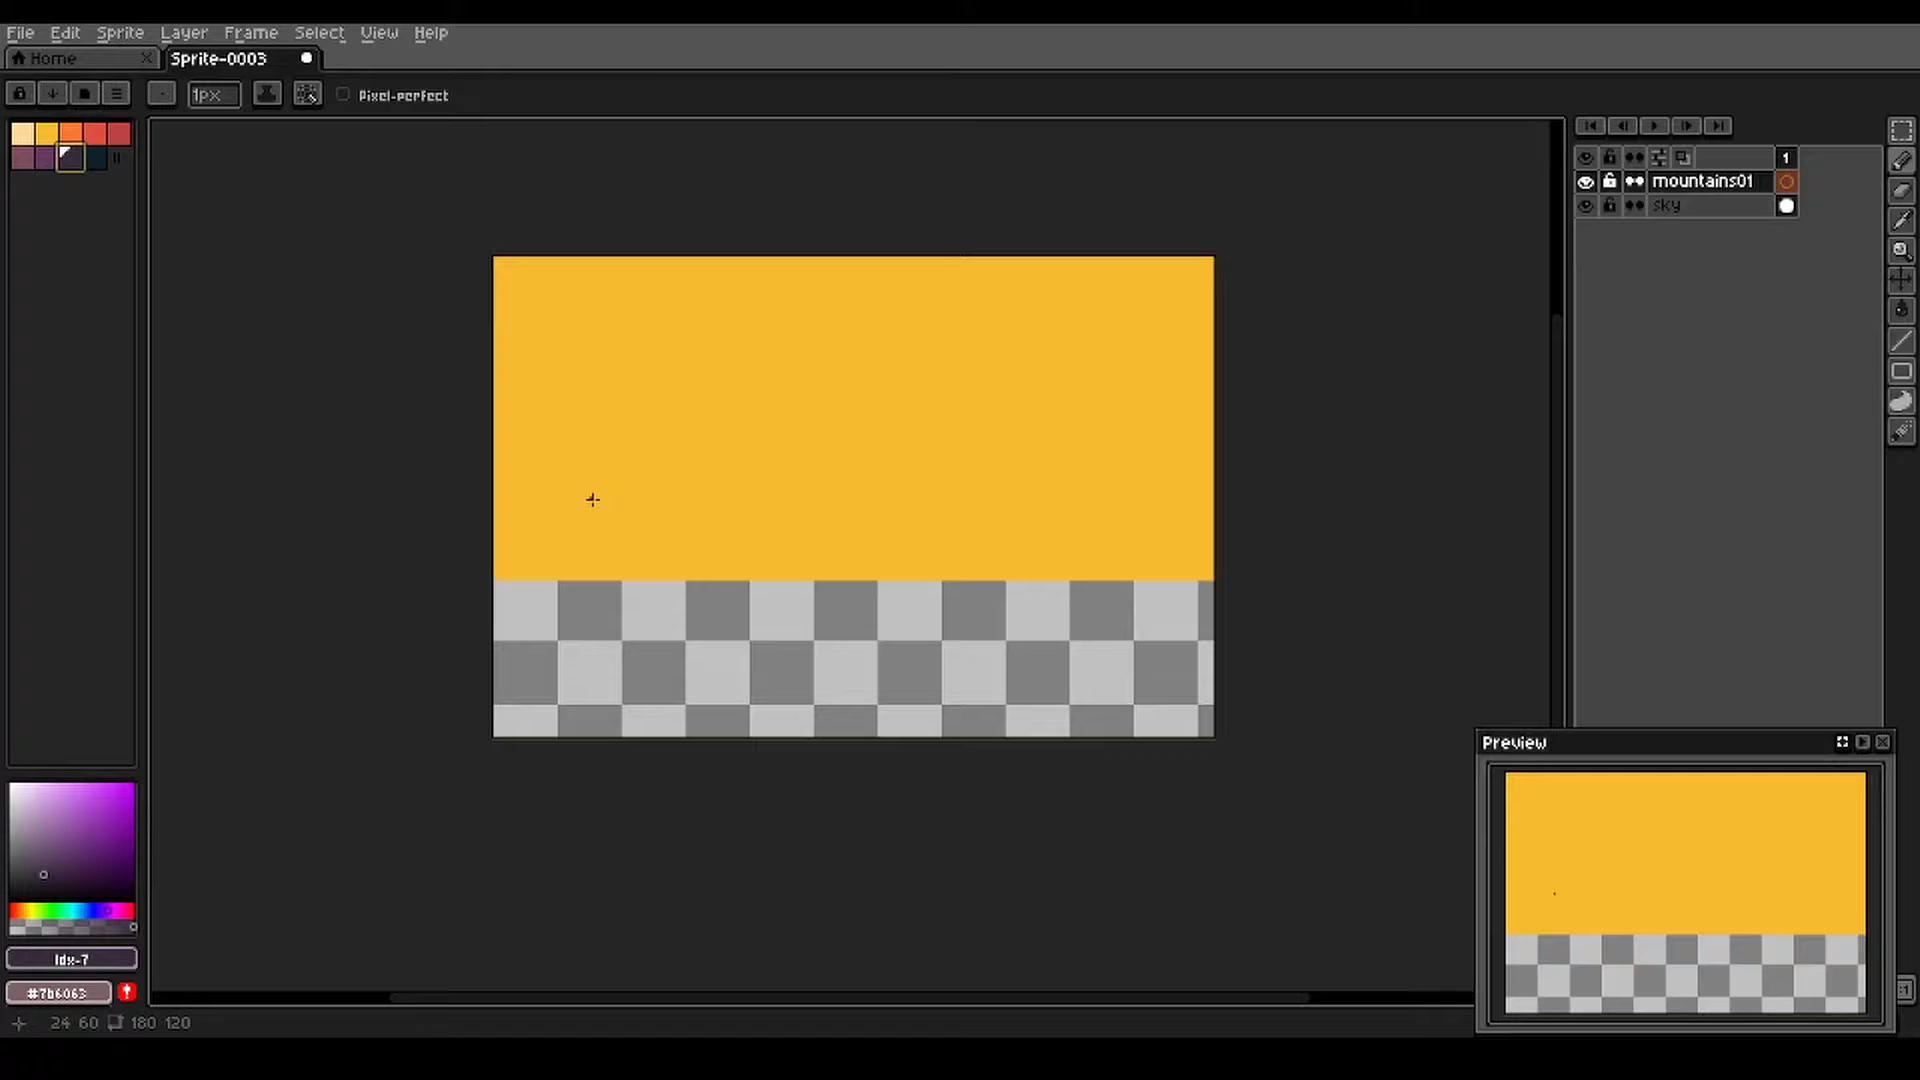 File Edit Sprite Layer Frame Select View Help
Home Sprite-0003
1px Pixel-perfect
1
mountains01
sky
Preview
Idx-7
#7b6063
24 60 180 120